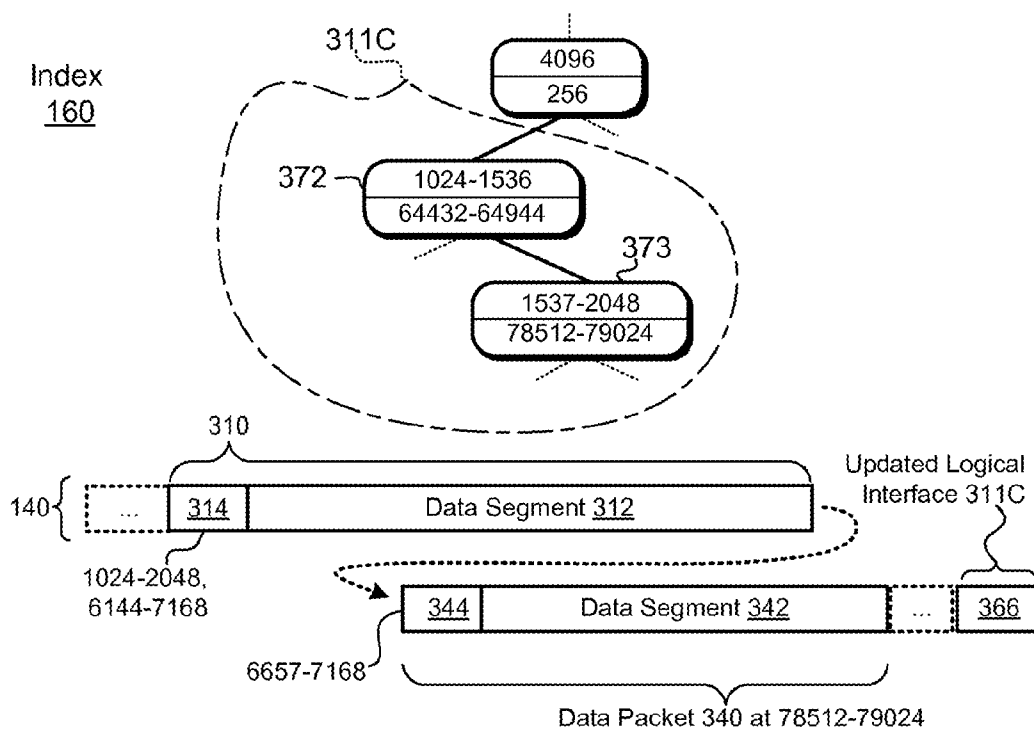 311C
4096
256
Index
160
372
1024-1536
64432-64944
373
1537-2048
78512-79024
310
Updated Logical
Interface 311C
140
...
314
Data Segment 312
1024-2048,
6144-7168
344
Data Segment 342
...
366
6657-7168
Data Packet 340 at 78512-79024